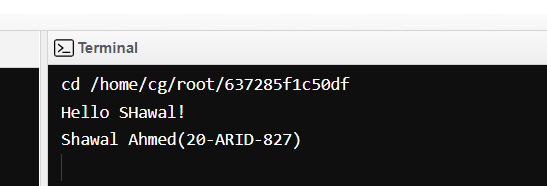 Terminal
cd /home/cg/root/637285f1c50df
Hello SHawal!
Shawal Ahmed(20-ARID-827)